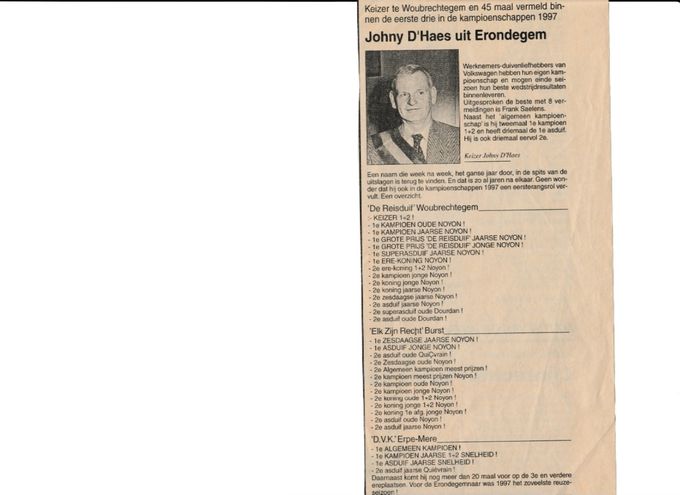 Keizer te Woubrechtegem en 45 maal vermeld bin-
nen de eerste drie in de kampioenschappen 1997
Johny D'Haes uit Erondegem
Werknemers-duivenliefhebbers van
Volkswagen hebben hun eigen kam-
pioenschap en mogen einde sei-
zoen hun beste wedstrijdresultaten
binnenleveren.
Uitgesproken de beste met 8 ver-
meldingen is Frank Saelens.
Naast het 'algemeen kampioen-
schap' is hij tweemaal 1e kampioen
1+2 en heeft driemaal de 1e asduif.
Hij is ook driemaal eervol 2e.
Keizer Johny D'Haes
Een naam die week na week, het ganse jaar door, in de spits van de
uitslagen is terug te vinden. En dat is zo al jaren na elkaar. Geen won-
der dat hij ook in de kampioenschappen 1997 een eersterangsrol ver-
vult. Een overzicht.
'De Reisduif' Woubrechtegem
- KEIZER 1+2 !
- 1e KAMPIOEN OUDE NOYON !
- 1e KAMPIOEN JAARSE NOYON !
- 1e GROTE PRIJS 'DE REISDUIF' JAARSE NOYON !
- 1e GROTE PRIJS 'DE REISDUIF' JONGE NOYON !
- 1e SUPERASDUIF JAARSE NOYON !
- 1e ERE-KONING NOYON !
- 2e ere-koning 1+2 Noyon !
- 2e kampioen jonge Noyon !
- 2e koning jonge Noyon !
- 2e koning jaarse Noyon !
- 2e zesdaagse jaarse Noyon !
- 2e asduif jaarse Noyon !
- 2e superasduif oude Dourdan !
- 2e asduif oude Dourdan !
'Elk Zijn Recht' Burst
- 1e ZESDAAGSE JAARSE NOYON !
- 1e ASDUIF JONGE NOYON !
- 2e asduif oude QuiÇvrain !
- 2e Zesdaagse oude Noyon !
- 2e Algemeen kampioen meest prijzen !
- 2e kampioen meest prijzen Noyon !
- 2e kampioen oude Noyon !
- 2e kampioen jonge Noyon !
- 2e koning oude 1+2 Noyon !
- 2e koning jonge 1+2 Noyon !
- 2e koning 1e afg. jonge Noyon !
- 2e asduif oude Noyon !
- 2e asduif jaarse Noyon !
'D.V.K.' Erpe-Mere
- 1e ALGEMEEN KAMPIOEN !
- 1e KAMPIOEN JAARSE 1+2 SNELHEID !
- 1e ASDUIF JAARSE SNELHEID !
- 2e asduif jaarse Quiévrain !
Daarnaast komt hij nog meer dan 20 maal voor op de 3e en verdere
ereplaatsen. Voor de Erondegemnaar was 1997 het zoveelste reuze-
seizoen !